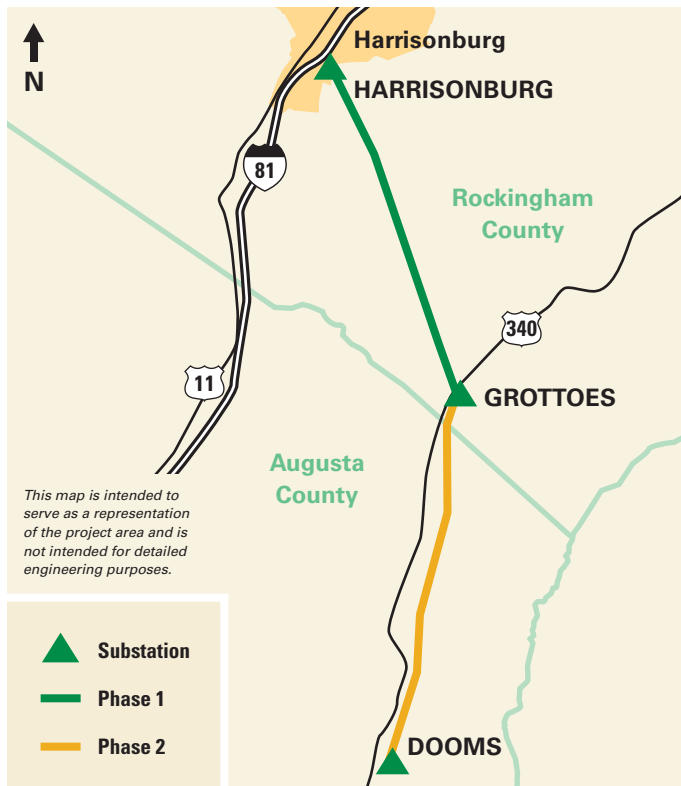 N
Harrisonburg
HARRISONBURG
81
Rockingham
County
340
11
GROTTOES
Augusta
County
This map is intended to
serve as a representation
of the project area and is
not intended for detailed
engineering purposes.
Substation
Phase 1
Phase 2
DOOMS